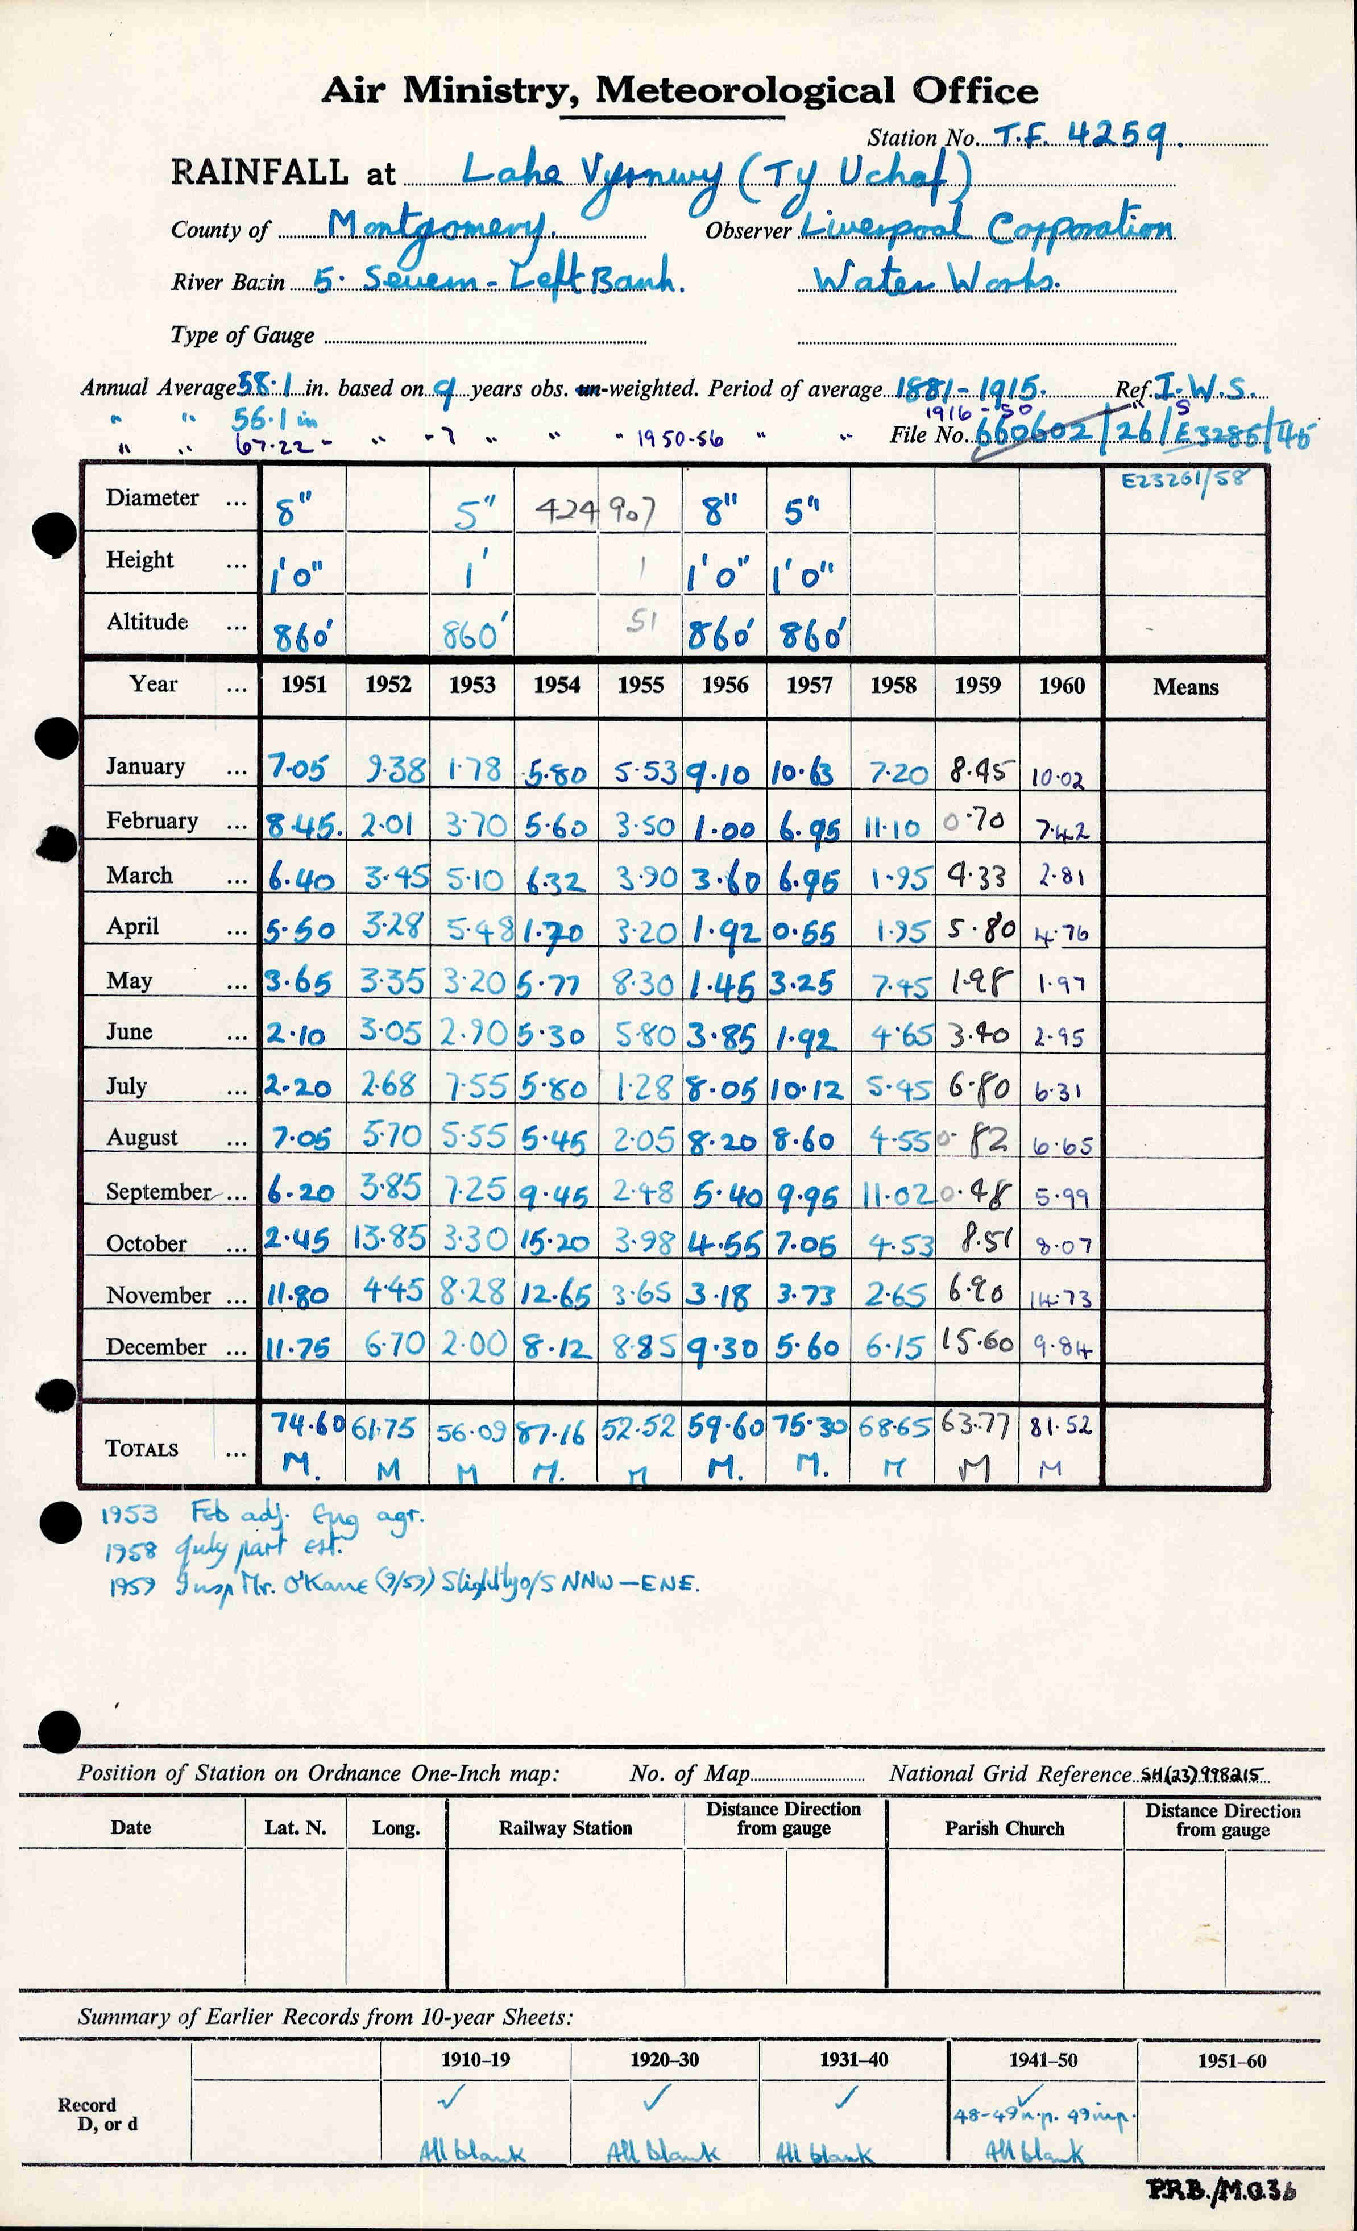 Air Ministry, Meteorological Office
Station No. T.F. 4259.
RAINFALL at Lake Vyrnwy (Ty Uchaf)
County of Montgomery. Observer Liverpool Corporation
River Basin 5. Severn - Left Bank. Water Works.
Type of Gauge
Annual Average 58.1 in. based on 9 years obs. un-weighted. Period of average 1881-1915. Ref. I.W.S.
" " 56.1 in 1916-50 " S
" " 67.22 - " - 7 " " " 1950-56 " " File No. 660602/26/E3285/45
E23261/58
Diameter ... 8" 5" 424 907 8" 5"
Height ... 1'0" 1' 1 1'0" 1'0"
Altitude ... 860' 860' 51 860' 860'
Year ... 1951 1952 1953 1954 1955 1956 1957 1958 1959 1960 Means
January ... 7.05 9.38 1.78 5.80 5.53 9.10 10.63 7.20 8.45 10.02
February ... 8.45. 2.01 3.70 5.60 3.50 1.00 6.95 11.10 0.70 7.42
March ... 6.40 3.45 5.10 6.32 3.90 3.60 6.95 1.95 4.33 2.81
April ... 5.50 3.28 5.48 1.70 3.20 1.92 0.55 1.95 5.80 4.76
May ... 3.65 3.35 3.20 5.77 8.30 1.45 3.25 7.45 1.98 1.97
June ... 2.10 3.05 2.90 5.30 5.80 3.85 1.92 4.65 3.40 2.95
July ... 2.20 2.68 7.55 5.80 1.28 8.05 10.12 5.45 6.80 6.31
August ... 7.05 5.70 5.55 5.45 2.05 8.20 8.60 4.55 0.82 6.65
September ... 6.20 3.85 7.25 9.45 2.48 5.40 9.95 11.02 0.48 5.99
October ... 2.45 13.85 3.30 15.20 3.98 4.55 7.05 4.53 8.51 8.07
November ... 11.80 4.45 8.28 12.65 3.65 3.18 3.73 2.65 6.90 14.73
December ... 11.75 6.70 2.00 8.12 8.85 9.30 5.60 6.15 15.60 9.84
TOTALS ... 74.60 61.75 56.09 87.16 52.52 59.60 75.30 68.65 63.77 81.52
M. M M M. M M. M. M M M
1953 Feb adj. Eng agr.
1958 July part est.
1959 Insp Mr. O'Kane (9/59) Slightly o/S NNW - ENE.
Position of Station on Ordnance One-Inch map: No. of Map National Grid Reference SH(23)998215
Date Lat. N. Long. Railway Station Distance Direction from gauge Parish Church Distance Direction from gauge
Summary of Earlier Records from 10-year Sheets:
1910–19 1920–30 1931–40 1941–50 1951–60
Record D, or d ✓ ✓ ✓ ✓
48-49 n.p. 49 inp.
All blank All blank All blank All blank
P.R.B./M.O.36